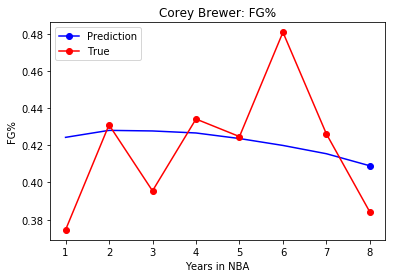 Corey Brewer: FG%
Prediction
True
FG%
0.48
0.46
0.44
0.42
0.40
0.38
1 2 3 4 5 6 7 8
Years in NBA